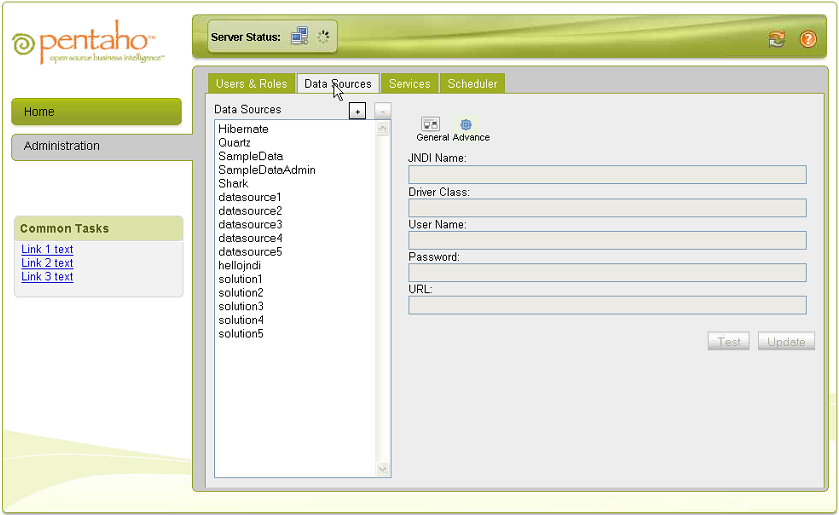 pentaho™
open source business intelligence™
Server Status:
Home
Administration
Common Tasks
Link 1 text
Link 2 text
Link 3 text
Users & Roles
Data Sources
Services
Scheduler
Data Sources
+
-
Hibernate
Quartz
SampleData
SampleDataAdmin
Shark
datasource1
datasource2
datasource3
datasource4
datasource5
hellojndi
solution1
solution2
solution3
solution4
solution5
General Advance
JNDI Name:
Driver Class:
User Name:
Password:
URL:
Test
Update